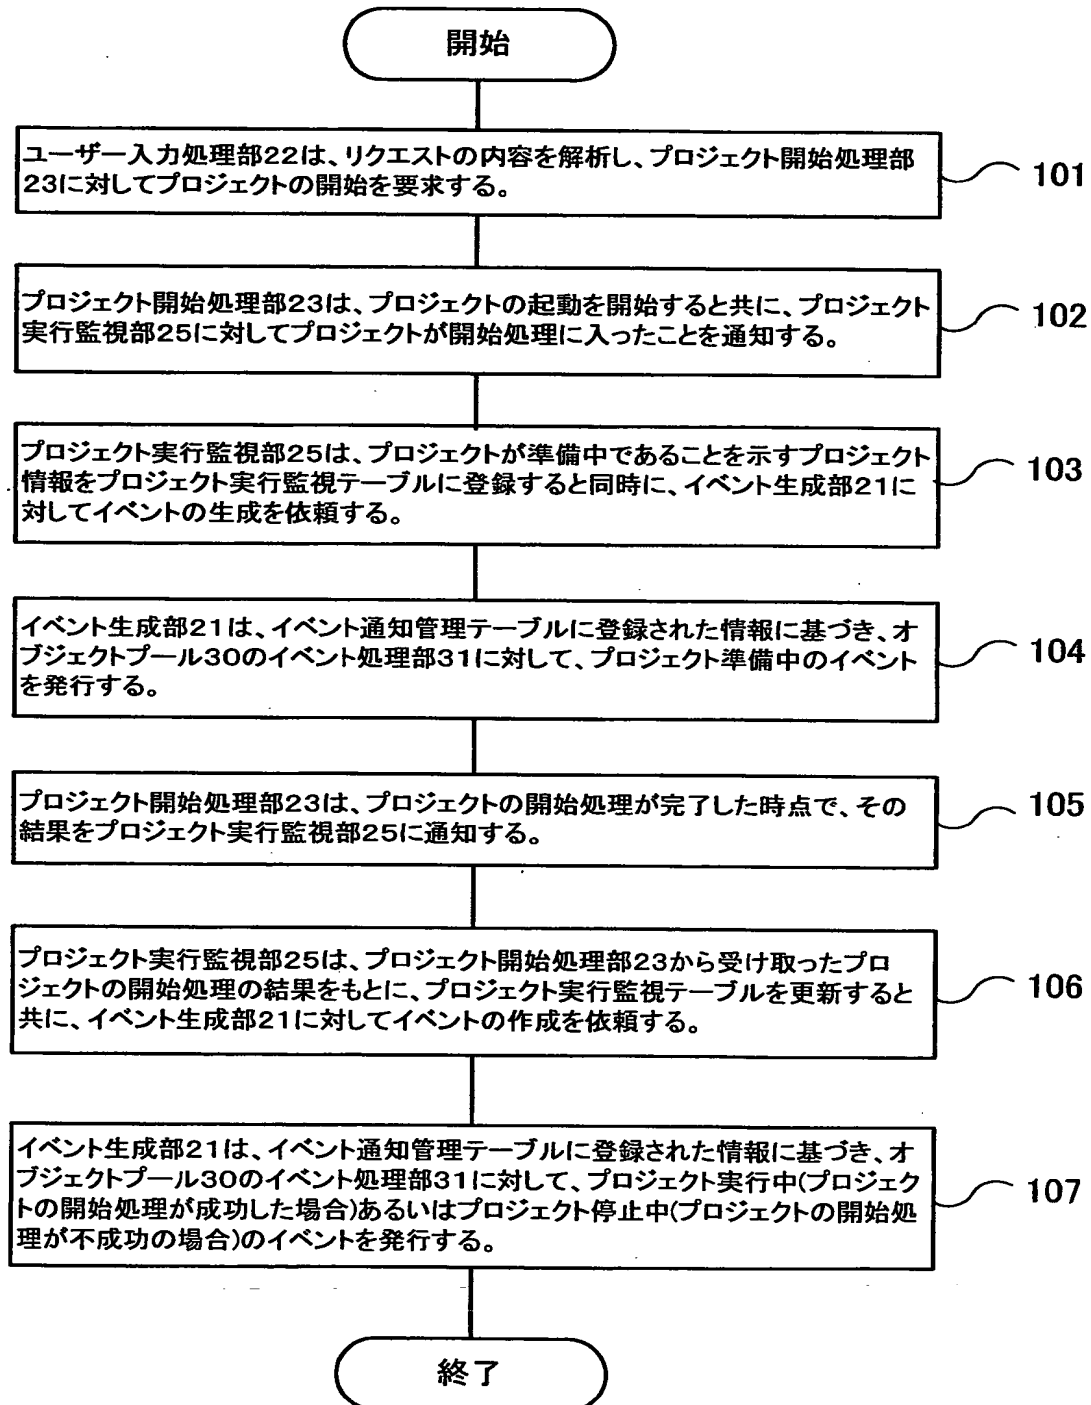 開始
ユーザー入力処理部22は、リクエストの内容を解析し、プロジェクト開始処理部
23に対してプロジェクトの開始を要求する。
101
プロジェクト開始処理部23は、プロジェクトの起動を開始すると共に、プロジェクト
実行監視部25に対してプロジェクトが開始処理に入ったことを通知する。
102
プロジェクト実行監視部25は、プロジェクトが準備中であることを示すプロジェクト
情報をプロジェクト実行監視テーブルに登録すると同時に、イベント生成部21に
対してイベントの生成を依頼する。
103
イベント生成部21は、イベント通知管理テーブルに登録された情報に基づき、オ
ブジェクトプール30のイベント処理部31に対して、プロジェクト準備中のイベント
を発行する。
104
プロジェクト開始処理部23は、プロジェクトの開始処理が完了した時点で、その
結果をプロジェクト実行監視部25に通知する。
105
プロジェクト実行監視部25は、プロジェクト開始処理部23から受け取ったプロ
ジェクトの開始処理の結果をもとに、プロジェクト実行監視テーブルを更新すると
共に、イベント生成部21に対してイベントの作成を依頼する。
106
イベント生成部21は、イベント通知管理テーブルに登録された情報に基づき、オ
ブジェクトプール30のイベント処理部31に対して、プロジェクト実行中(プロジェク
トの開始処理が成功した場合)あるいはプロジェクト停止中(プロジェクトの開始処
理が不成功の場合)のイベントを発行する。
107
終了